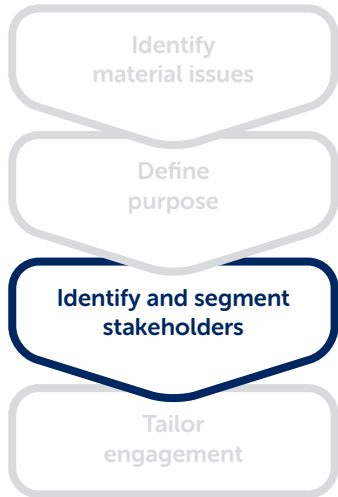 Identify
material issues
Define
purpose
Identify and segment
stakeholders
Tailor
engagement